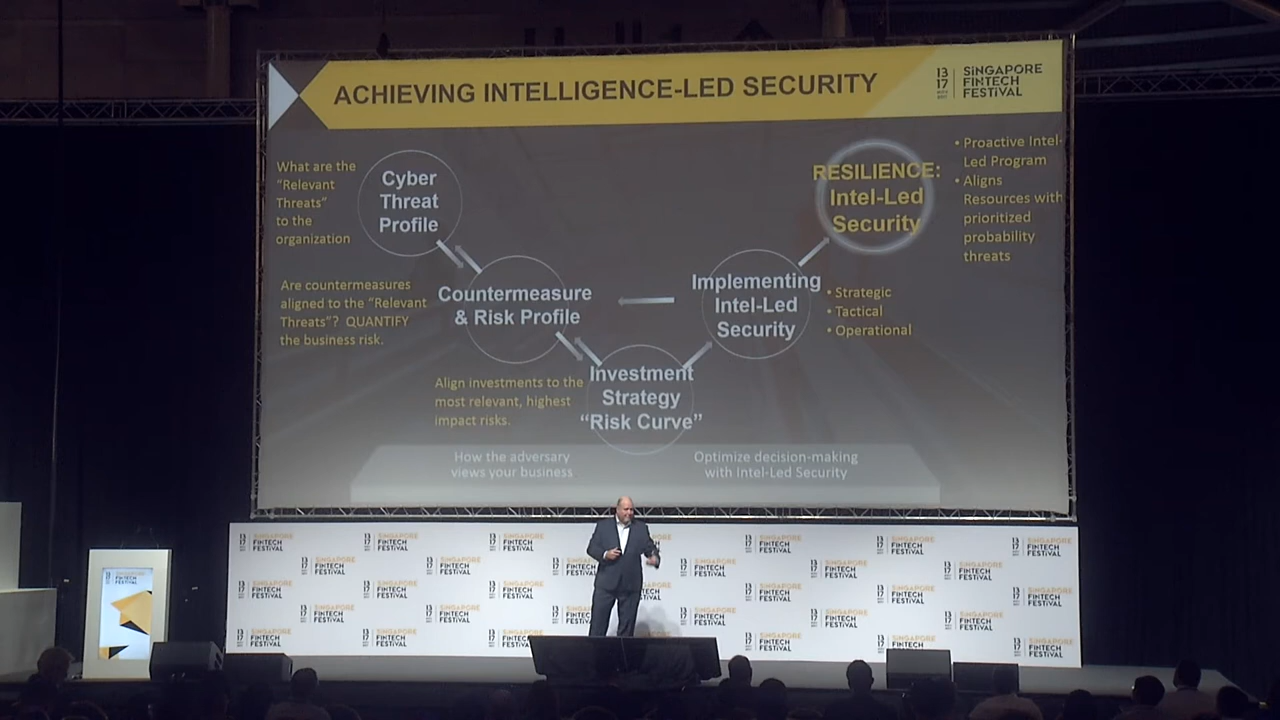 ACHIEVING INTELLIGENCE-LED SECURITY
13
17
SiNGAPORE
FiNTECH
FESTiVAL
What are the
“Relevant
Threats”
to the
organization
Cyber
Threat
Profile
RESILIENCE:
Intel-Led
Security
• Proactive Intel-
Led Program
• Aligns
Resources with
prioritized
probability
threats
Are countermeasures
aligned to the “Relevant
Threats”? QUANTIFY
the business risk.
Countermeasure
& Risk Profile
Implementing
Intel-Led
Security
• Strategic
• Tactical
• Operational
Align investments to the
most relevant, highest
impact risks.
Investment
Strategy
“Risk Curve”
How the adversary
views your business
Optimize decision-making
with Intel-Led Security
SiNGAPORE
FiNTECH
FESTiVAL